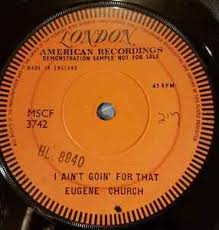 LONDON
AMERICAN RECORDINGS
DEMONSTRATION SAMPLE NOT FOR SALE
MADE IN ENGLAND
45 RPM
MSCF
3742
HL. 8940
I AIN'T GOIN' FOR THAT
EUGENE CHURCH